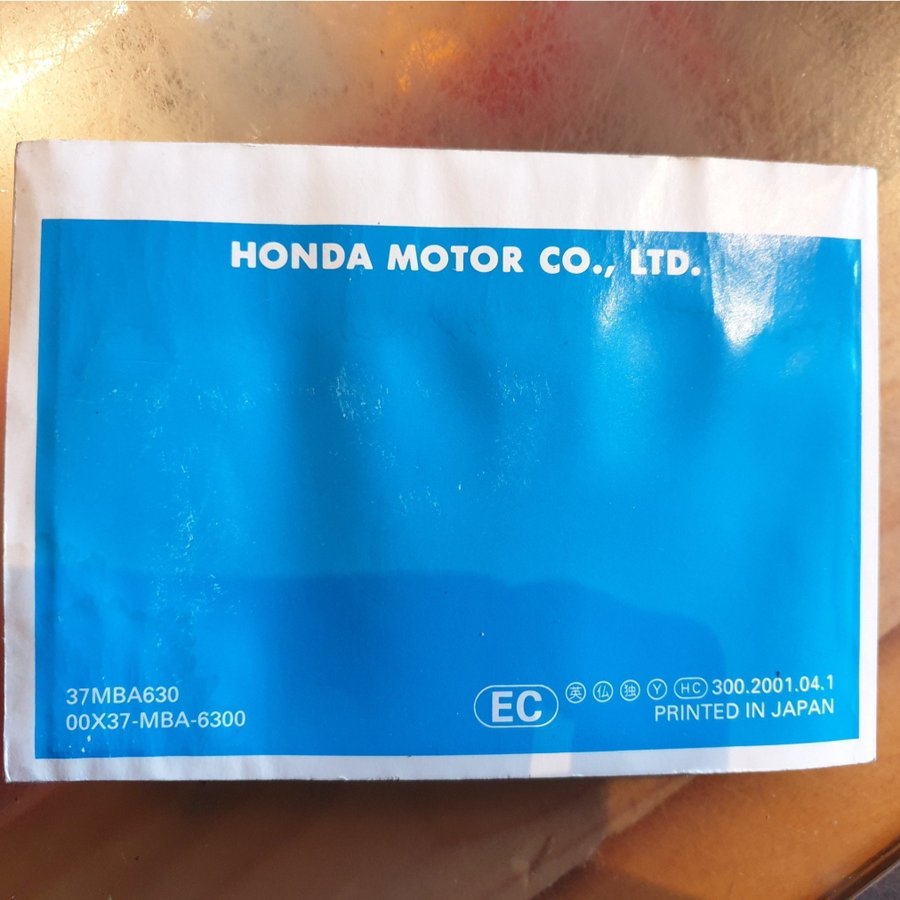 HONDA MOTOR CO., LTD.
37MBA630
00X37-MBA-6300
EC
英 仏 独 Y HC 300.2001.04.1
PRINTED IN JAPAN